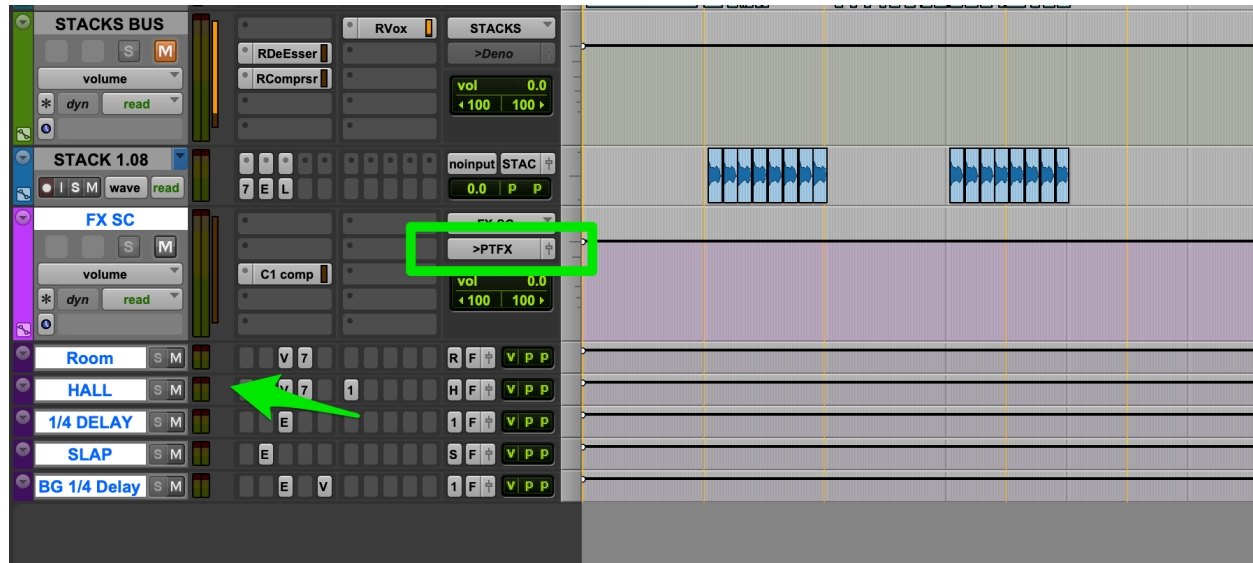 STACKS BUS
S M
volume
* dyn read
RVox
RDeEsser
RComprsr
STACKS
>Deno
vol 0.0
100 100
STACK 1.08
I S M wave read
7 E L
noinput STAC
0.0 p p
FX SC
S M
volume
* dyn read
C1 comp
FX SC
>PTFX
vol 0.0
100 100
Room S M V 7 R F V P P
HALL S M V 7 1 H F V P P
1/4 DELAY S M E 1 F V P P
SLAP S M E S F V P P
BG 1/4 Delay S M E V 1 F V P P